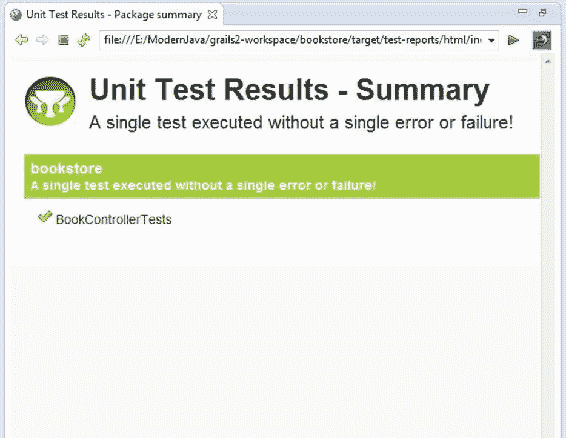 Unit Test Results - Package summary
file:///E:/ModernJava/grails2-workspace/bookstore/target/test-reports/html/in
Unit Test Results - Summary
A single test executed without a single error or failure!
bookstore
A single test executed without a single error or failure!
BookControllerTests